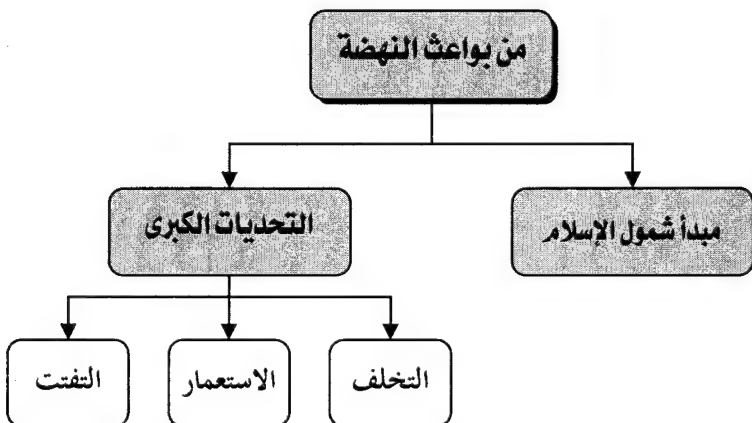 من بواعث النهضة
مبدأ شمول الإسلام
التحديات الكبرى
التخلف
الاستعمار
التفتت